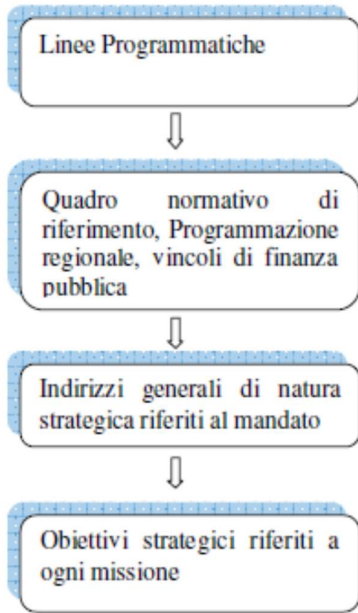 Linee Programmatiche
Quadro normativo di
riferimento, Programmazione
regionale, vincoli di finanza
pubblica
Indirizzi generali di natura
strategica riferiti al mandato
Obiettivi strategici riferiti a
ogni missione